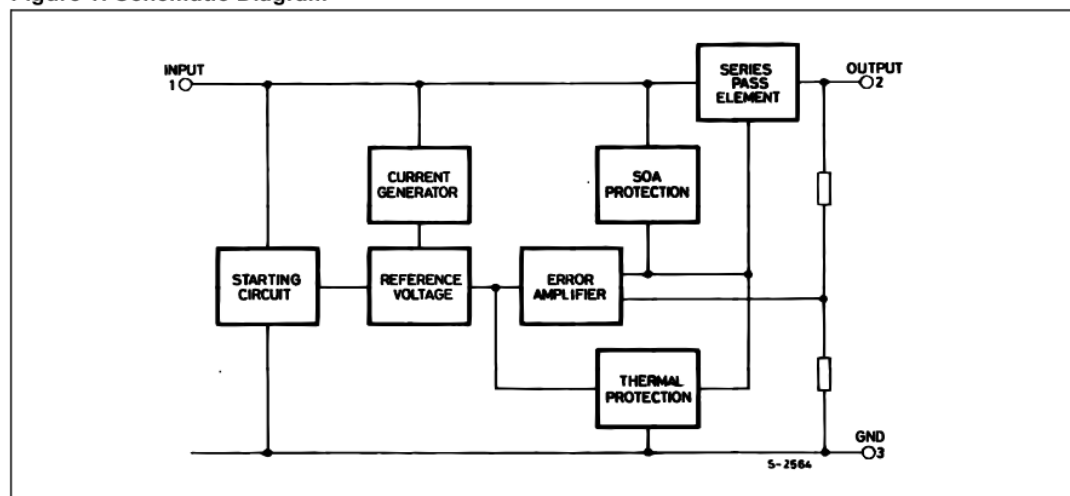 Figure 1. Schematic Diagram
INPUT
1
SERIES
PASS
ELEMENT
OUTPUT
2
CURRENT
GENERATOR
SOA
PROTECTION
STARTING
CIRCUIT
REFERENCE
VOLTAGE
ERROR
AMPLIFIER
THERMAL
PROTECTION
GND
3
S-2564